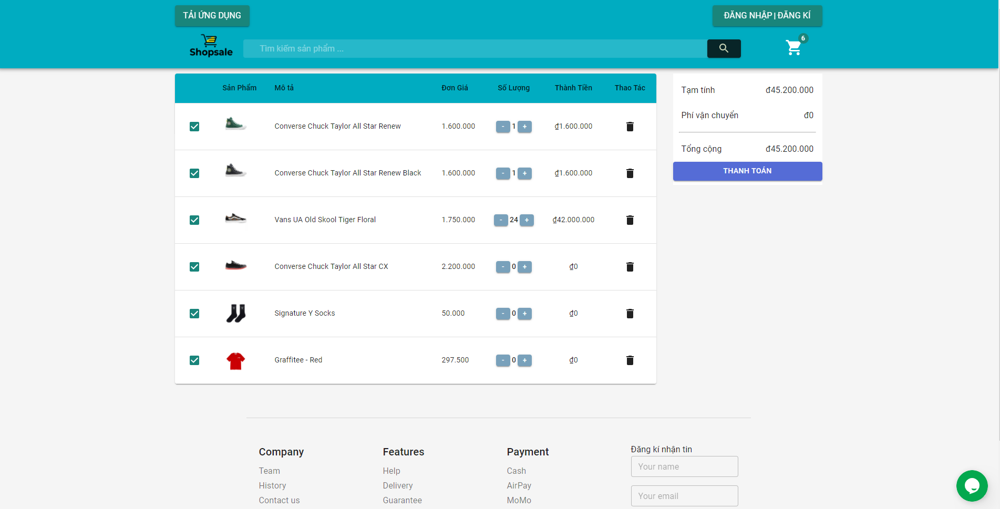 TẢI ỨNG DỤNG
ĐĂNG NHẬP | ĐĂNG KÍ
Shopsale
Tìm kiếm sản phẩm ...
6
Sản Phẩm Mô tả Đơn Giá Số Lượng Thành Tiền Thao Tác
Converse Chuck Taylor All Star Renew 1.600.000 - 1 + ₫1.600.000
Converse Chuck Taylor All Star Renew Black 1.600.000 - 1 + ₫1.600.000
Vans UA Old Skool Tiger Floral 1.750.000 - 24 + ₫42.000.000
Converse Chuck Taylor All Star CX 2.200.000 - 0 + ₫0
Signature Y Socks 50.000 - 0 + ₫0
Graffitee - Red 297.500 - 0 + ₫0
Tạm tính đ45.200.000
Phí vận chuyển đ0
Tổng cộng đ45.200.000
THANH TOÁN
Company
Team
History
Contact us
Features
Help
Delivery
Guarantee
Payment
Cash
AirPay
MoMo
Đăng kí nhận tin
Your name
Your email